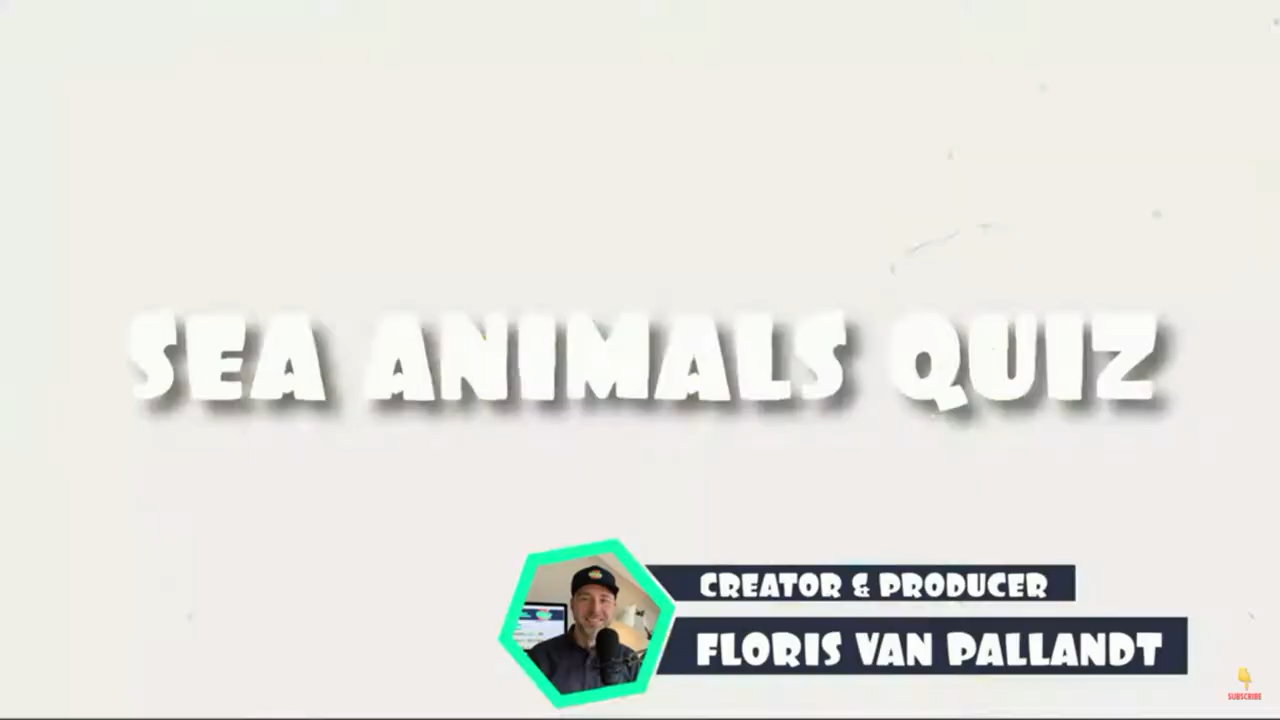 SEA ANIMALS QUIZ
CREATOR & PRODUCER
FLORIS VAN PALLANDT
SUBSCRIBE